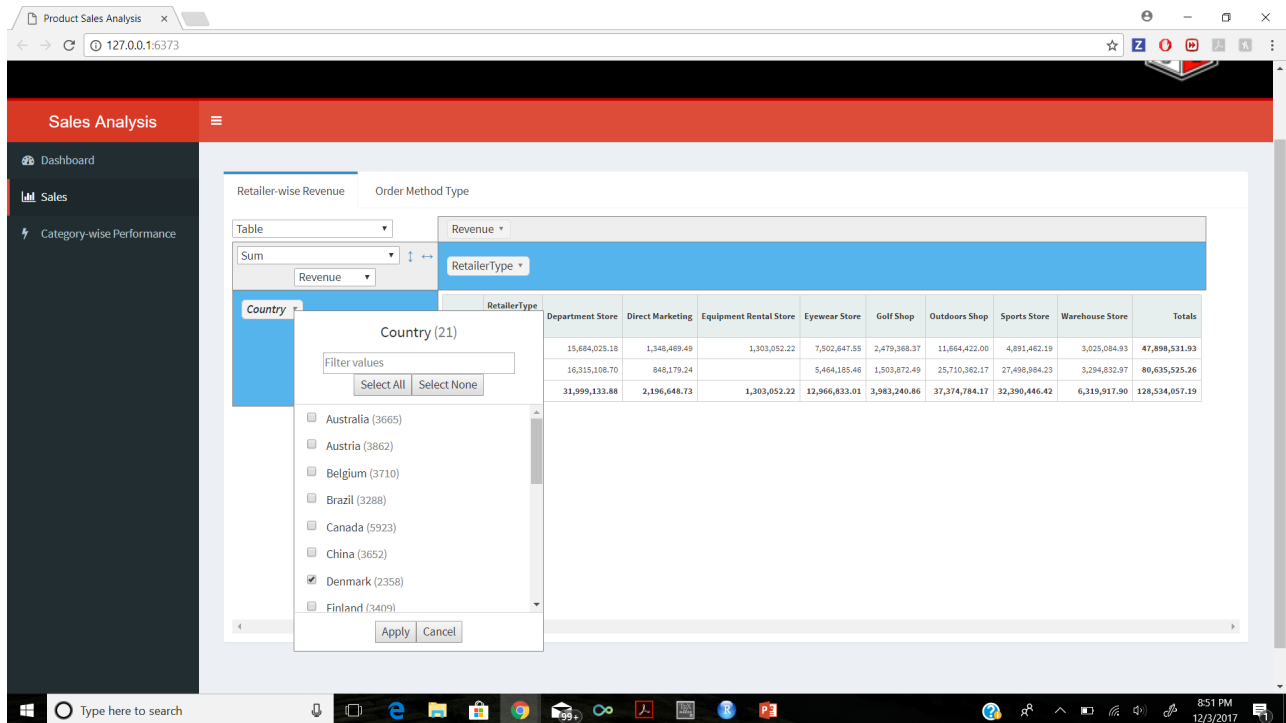 Product Sales Analysis
127.0.0.1:6373
Sales Analysis
Dashboard
Sales
Category-wise Performance
Retailer-wise Revenue Order Method Type
Table Revenue
Sum
Revenue
RetailerType
Country
RetailerType
Department Store Direct Marketing Equipment Rental Store Eyewear Store Golf Shop Outdoors Shop Sports Store Warehouse Store Totals
15,684,025.18 1,348,469.49 1,303,052.22 7,502,647.55 2,479,368.37 11,664,422.00 4,891,462.19 3,025,084.93 47,898,531.93
16,315,108.70 848,179.24 5,464,185.46 1,503,872.49 25,710,362.17 27,498,984.23 3,294,832.97 80,635,525.26
31,999,133.88 2,196,648.73 1,303,052.22 12,966,833.01 3,983,240.86 37,374,784.17 32,390,446.42 6,319,917.90 128,534,057.19
Country (21)
Filter values
Select All Select None
Australia (3665)
Austria (3862)
Belgium (3710)
Brazil (3288)
Canada (5923)
China (3652)
Denmark (2358)
Finland (3409)
Apply Cancel
Type here to search
99+
8:51 PM
12/3/2017